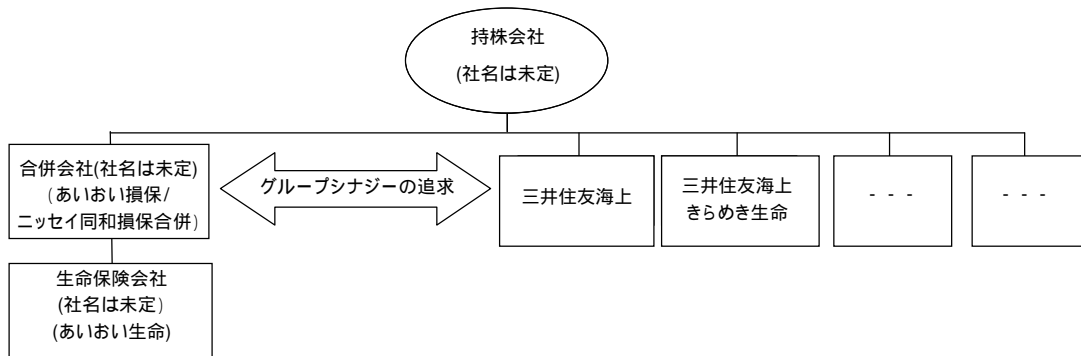 持株会社
(社名は未定)
合併会社(社名は未定)
(あいおい損保/
ニッセイ同和損保合併)
グループシナジーの追求
三井住友海上
三井住友海上
きらめき生命
- - -
- - -
生命保険会社
(社名は未定)
(あいおい生命)